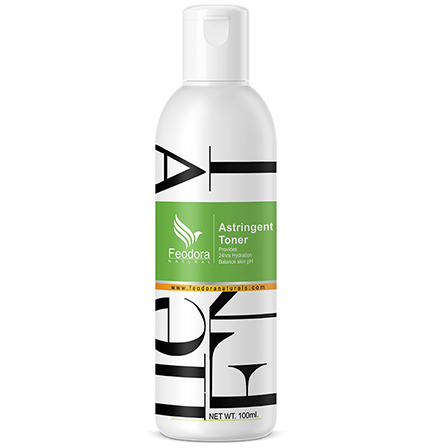 Astringent
Toner
Provides
24hrs Hydration
Balance skin pH
Feodora
NATURAL
www.feodoranaturals.com
NET WT. 100ml.